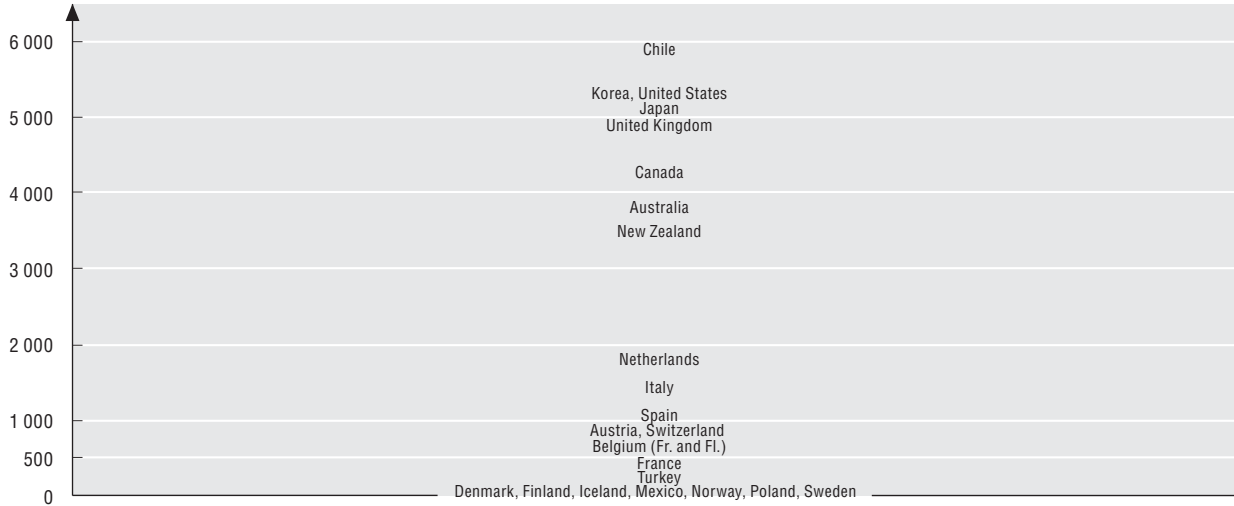 6 000
Chile
Korea, United States
Japan
5 000
United Kingdom
Canada
4 000
Australia
New Zealand
3 000
2 000
Netherlands
Italy
Spain
1 000
Austria, Switzerland
Belgium (Fr. and Fl.)
500
France
Turkey
Denmark, Finland, Iceland, Mexico, Norway, Poland, Sweden
0